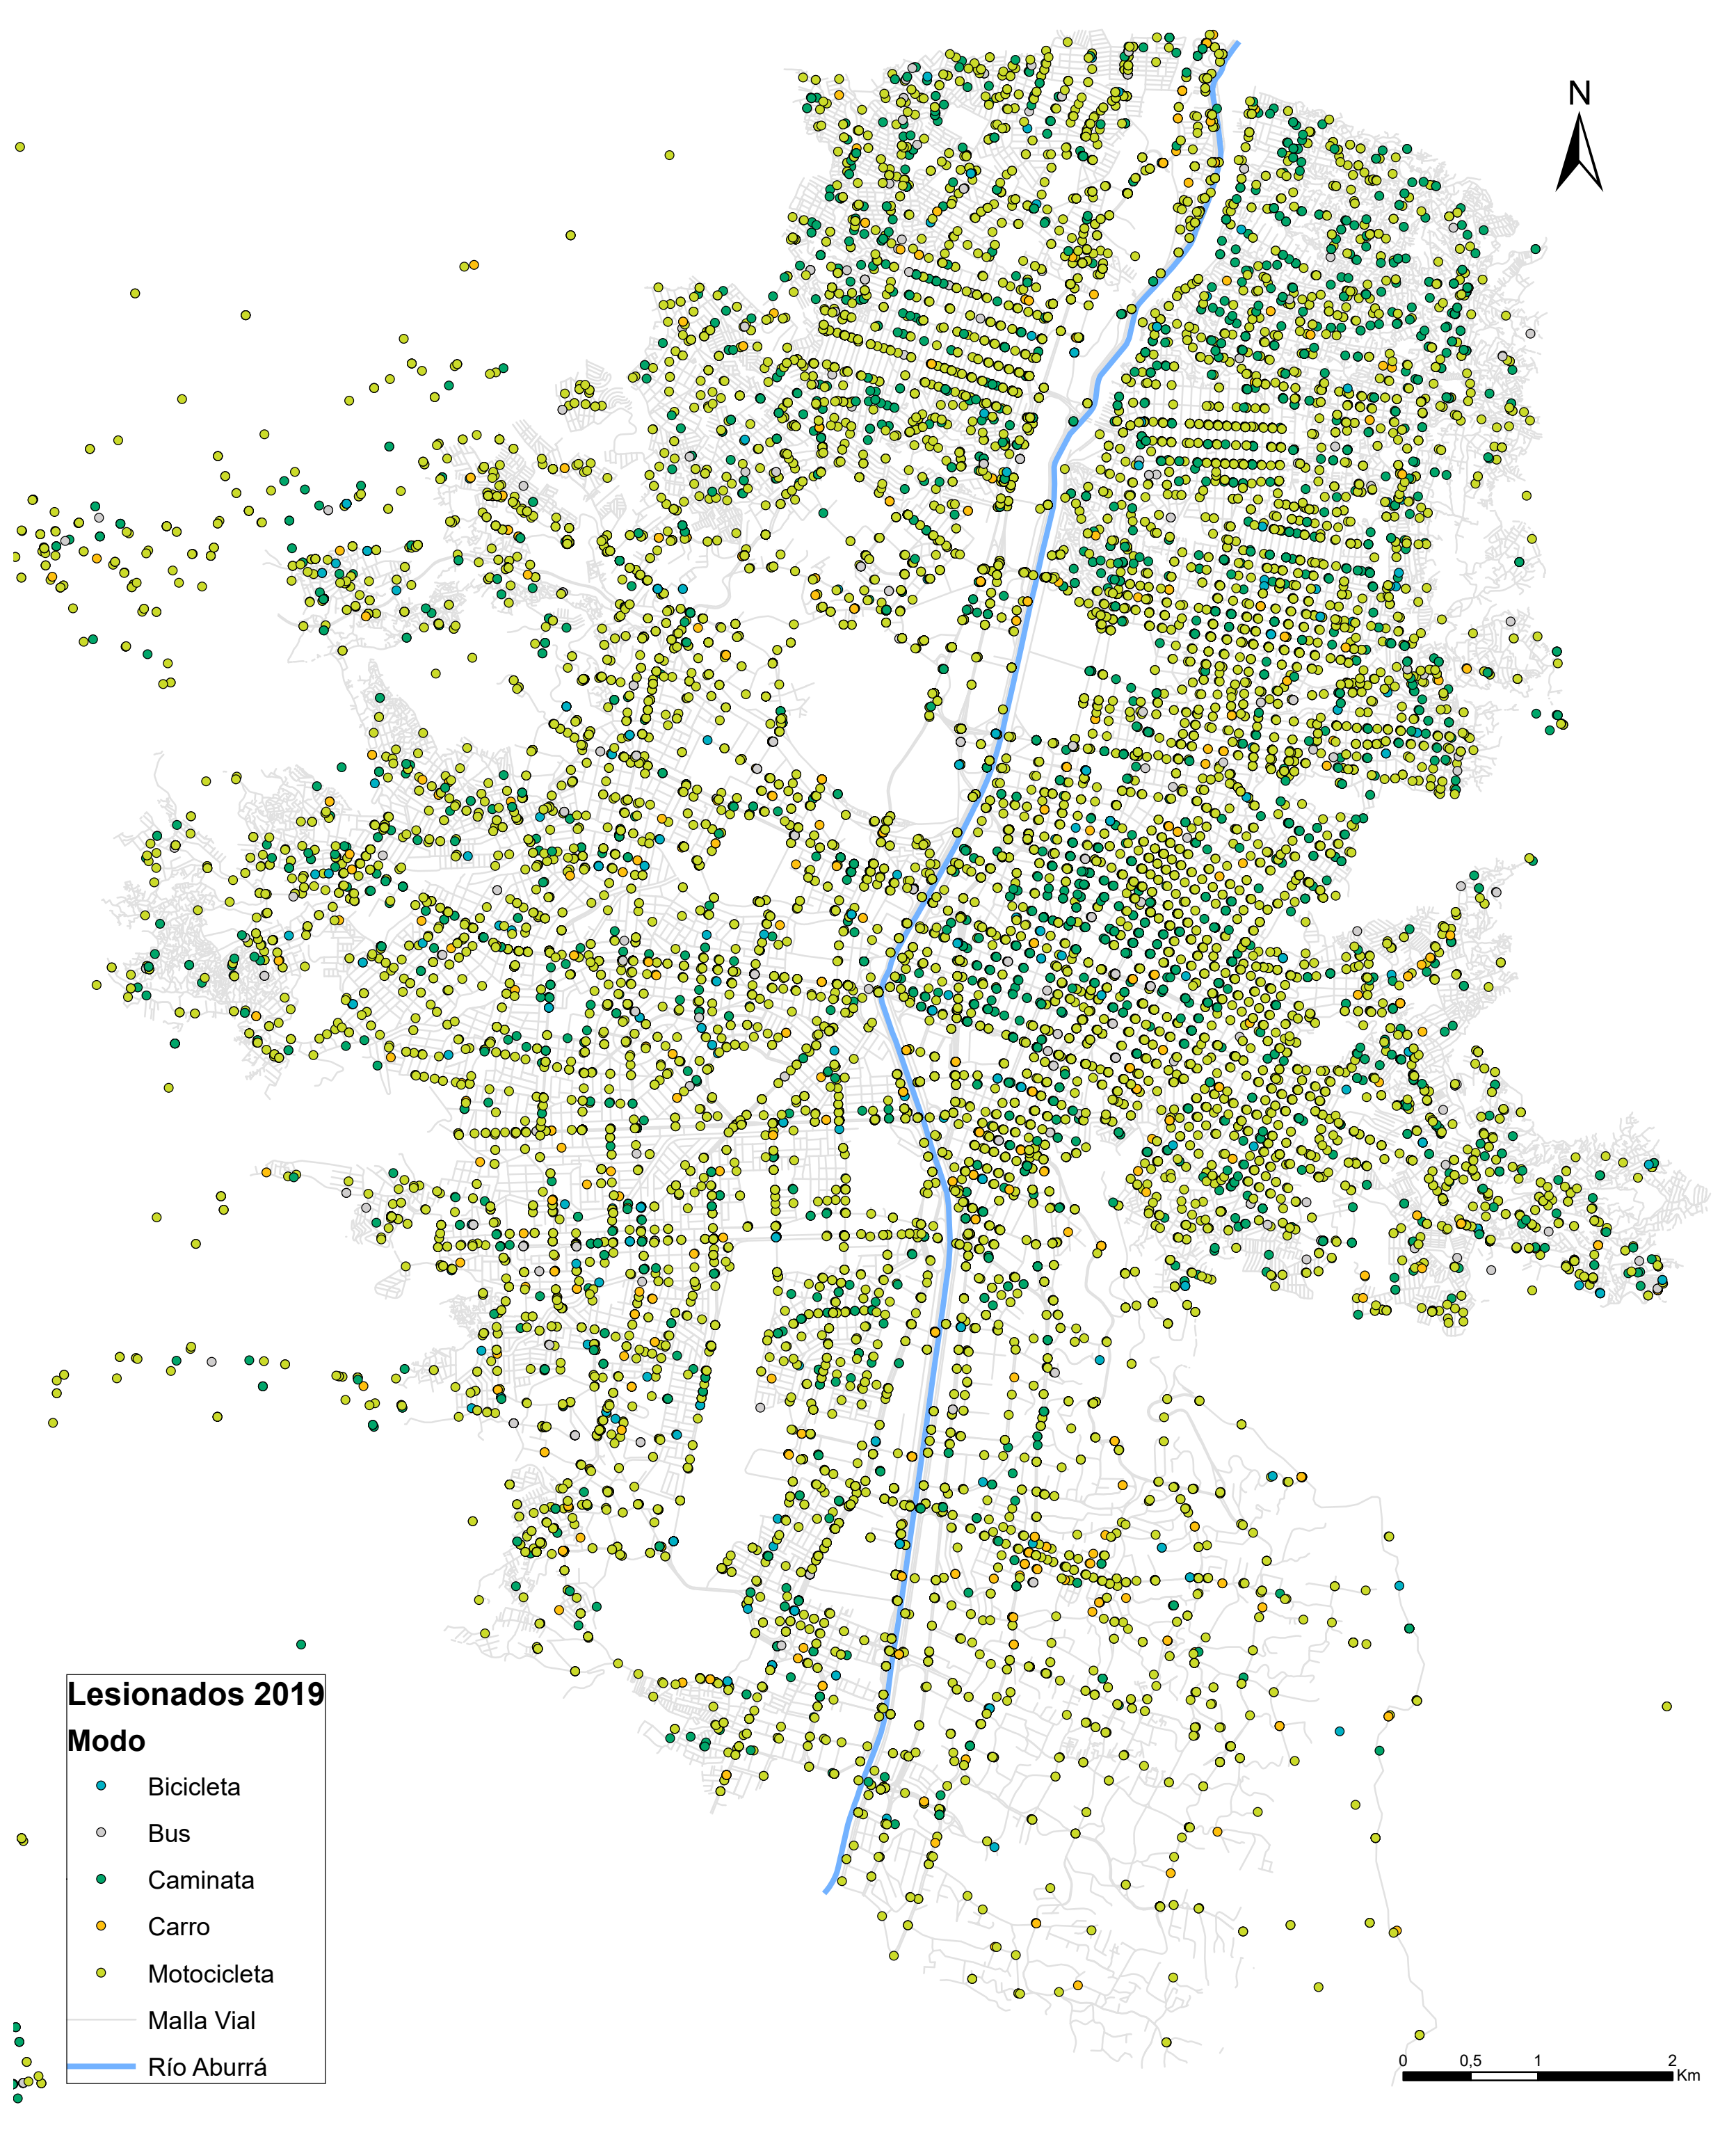 N
Lesionados 2019
Modo
Bicicleta
Bus
Caminata
Carro
Motocicleta
Malla Vial
Río Aburrá
0 0,5 1 2
Km